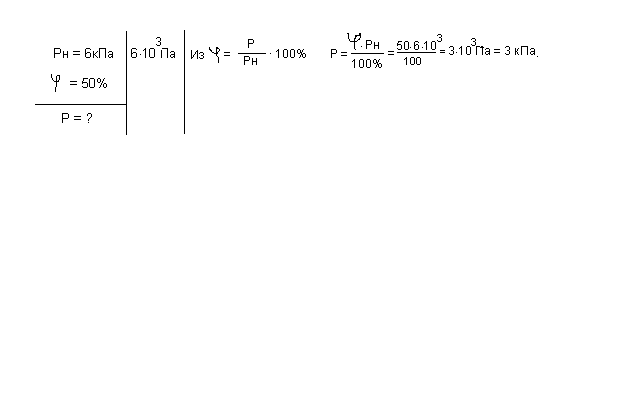 Рн = 6кПа 6·10³ Па Из φ = Р/Рн · 100% Р = φ·Рн/100% = 50·6·10³/100 = 3·10³ Па = 3 кПа.
φ = 50%
Р = ?